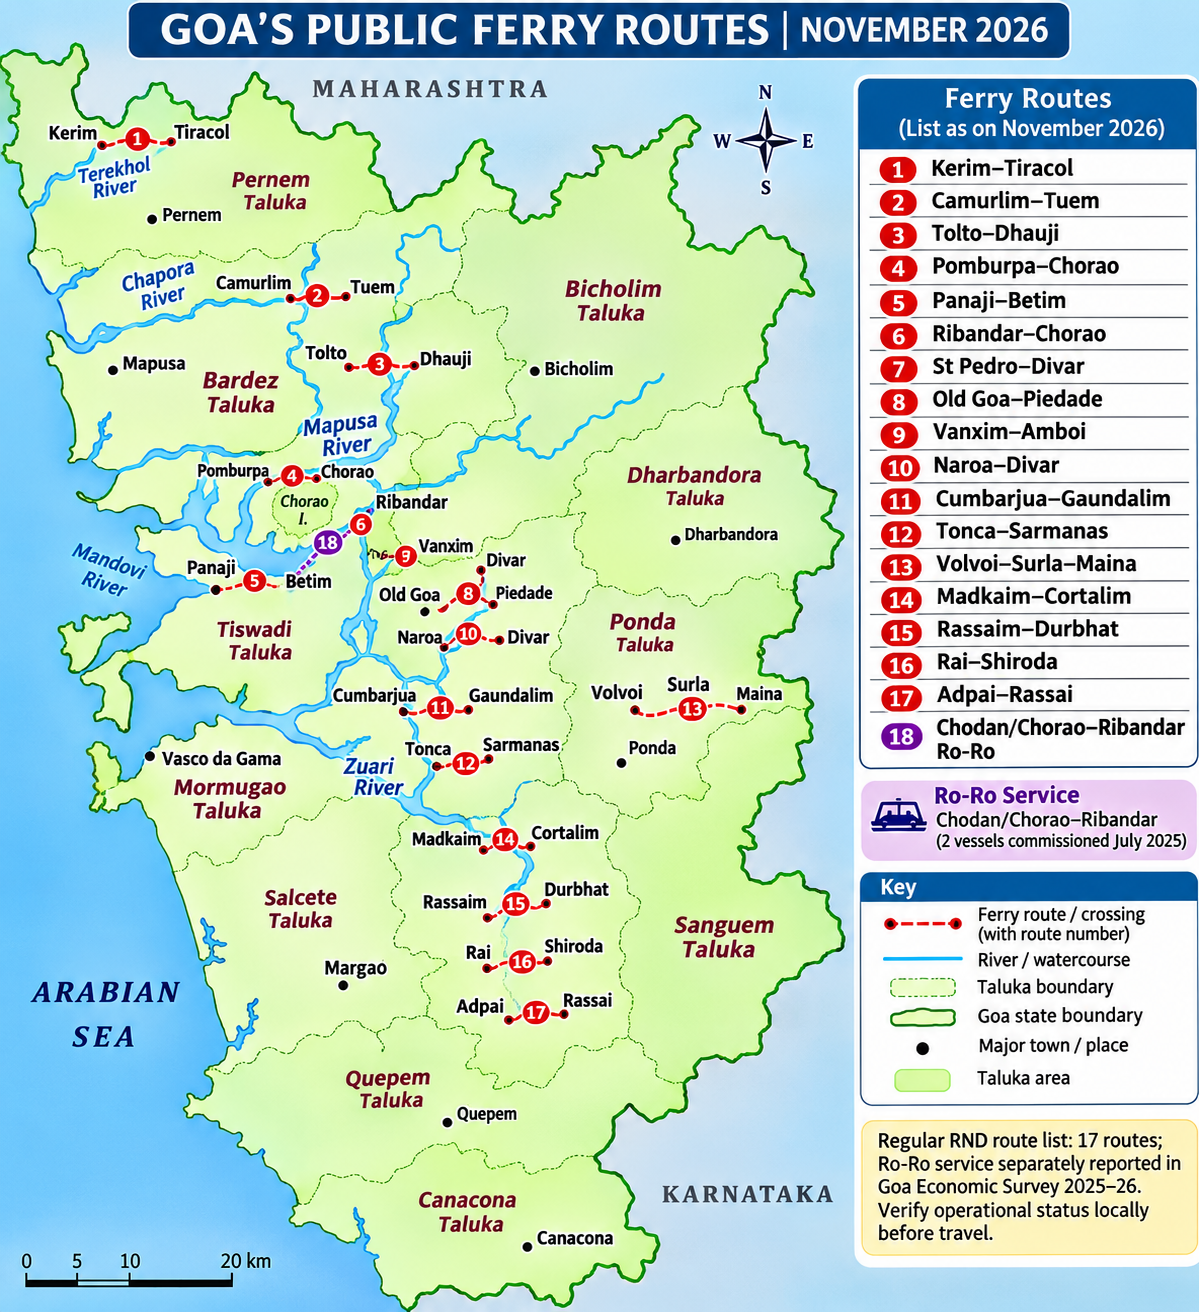 GOA'S PUBLIC FERRY ROUTES | NOVEMBER 2026
MAHARASHTRA
N
W E
S
Kerim
1
Tiracol
Terekhol
River
Pernem
Taluka
Pernem
Chapora
River
Camurlim
2
Tuem
Bicholim
Taluka
Mapusa
Tolto
3
Dhauji
Bicholim
Bardez
Taluka
Mapusa
River
Pomburpa
4
Chorao
Chorao
I.
Ribandar
6
18
Dharbandora
Taluka
Dharbandora
Mandovi
River
Panaji
5
Betim
9
Vanxim
Divar
Old Goa
8
Piedade
Tiswadi
Taluka
Naroa
10
Divar
Ponda
Taluka
Cumbarjua
11
Gaundalim
Volvoi
Surla
13
Maina
Vasco da Gama
Tonca
12
Sarmanas
Ponda
Mormugao
Taluka
Zuari
River
Madkaim
14
Cortalim
Salcete
Taluka
Rassaim
15
Durbhat
Sanguem
Taluka
Margao
Rai
16
Shiroda
ARABIAN
SEA
Adpai
17
Rassai
Quepem
Taluka
Quepem
Canacona
Taluka
Canacona
KARNATAKA
0 5 10 20 km
Ferry Routes
(List as on November 2026)
1 Kerim–Tiracol
2 Camurlim–Tuem
3 Tolto–Dhauji
4 Pomburpa–Chorao
5 Panaji–Betim
6 Ribandar–Chorao
7 St Pedro–Divar
8 Old Goa–Piedade
9 Vanxim–Amboi
10 Naroa–Divar
11 Cumbarjua–Gaundalim
12 Tonca–Sarmanas
13 Volvoi–Surla–Maina
14 Madkaim–Cortalim
15 Rassaim–Durbhat
16 Rai–Shiroda
17 Adpai–Rassai
18 Chodan/Chorao–Ribandar
Ro-Ro
Ro-Ro Service
Chodan/Chorao–Ribandar
(2 vessels commissioned July 2025)
Key
Ferry route / crossing
(with route number)
River / watercourse
Taluka boundary
Goa state boundary
Major town / place
Taluka area
Regular RND route list: 17 routes;
Ro-Ro service separately reported in
Goa Economic Survey 2025–26.
Verify operational status locally
before travel.